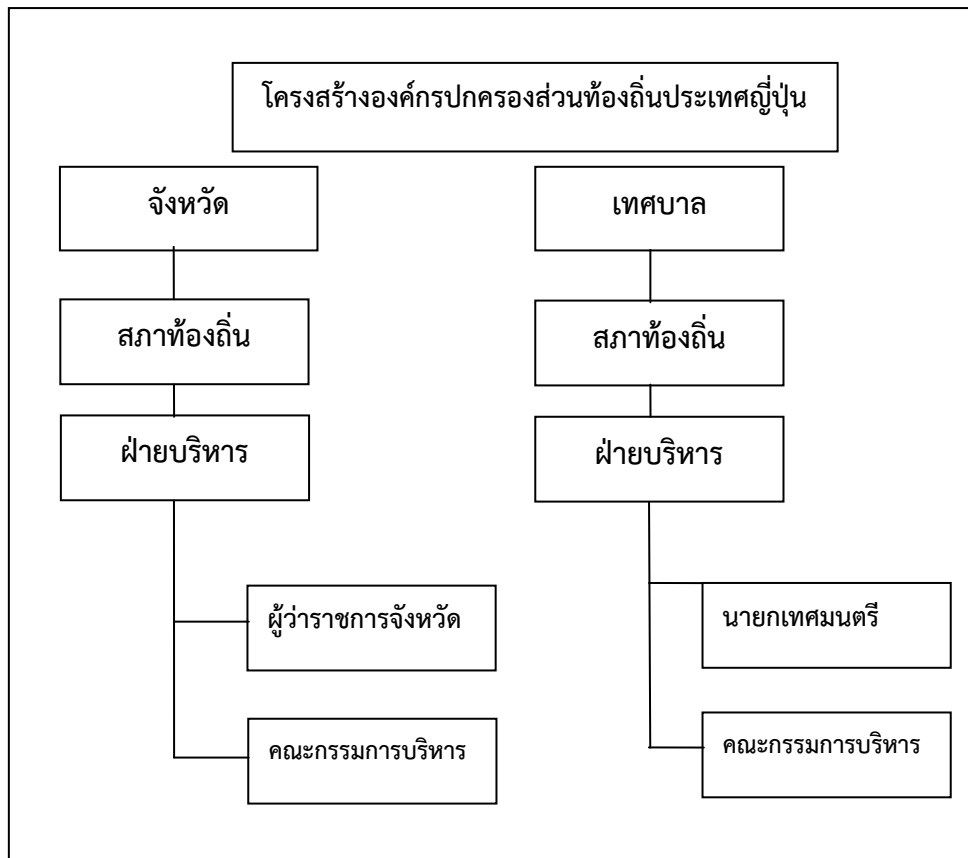 โครงสร้างองค์กรปกครองส่วนท้องถิ่นประเทศญี่ปุ่น
จังหวัด
สภาท้องถิ่น
ฝ่ายบริหาร
ผู้ว่าราชการจังหวัด
คณะกรรมการบริหาร
เทศบาล
สภาท้องถิ่น
ฝ่ายบริหาร
นายกเทศมนตรี
คณะกรรมการบริหาร